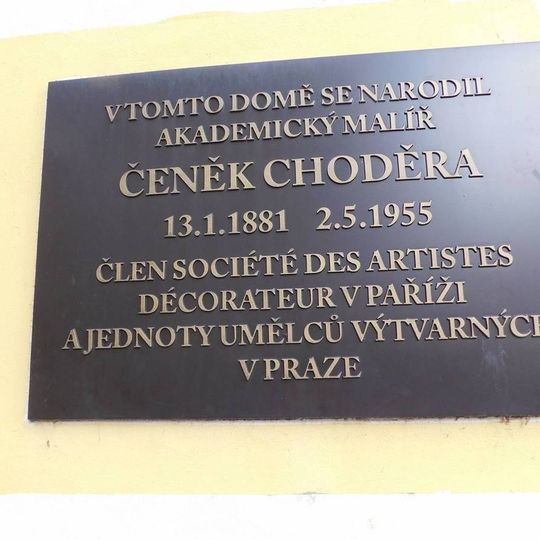 V TOMTO DOMĚ SE NARODIL
AKADEMICKÝ MALÍŘ
ČENĚK CHODĚRA
13.1.1881 2.5.1955
ČLEN SOCIÉTÉ DES ARTISTES
DÉCORATEUR V PAŘÍŽI
A JEDNOTY UMĚLCŮ VÝTVARNÝCH
V PRAZE